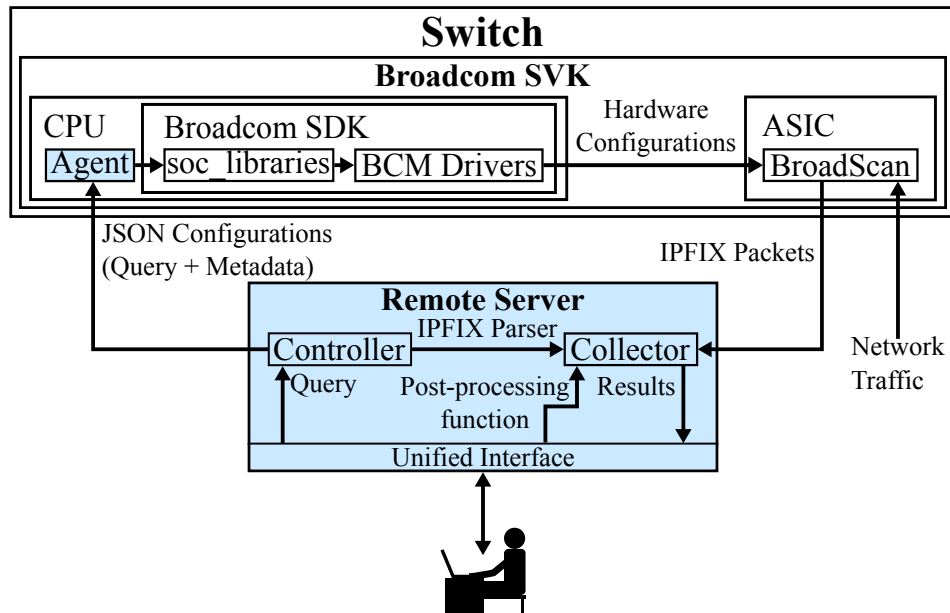 Switch
Broadcom SVK
CPU
Broadcom SDK
Agent
soc_libraries
BCM Drivers
Hardware
Configurations
ASIC
BroadScan
JSON Configurations
(Query + Metadata)
IPFIX Packets
Remote Server
IPFIX Parser
Controller
Collector
Network
Traffic
Query
Post-processing
function
Results
Unified Interface